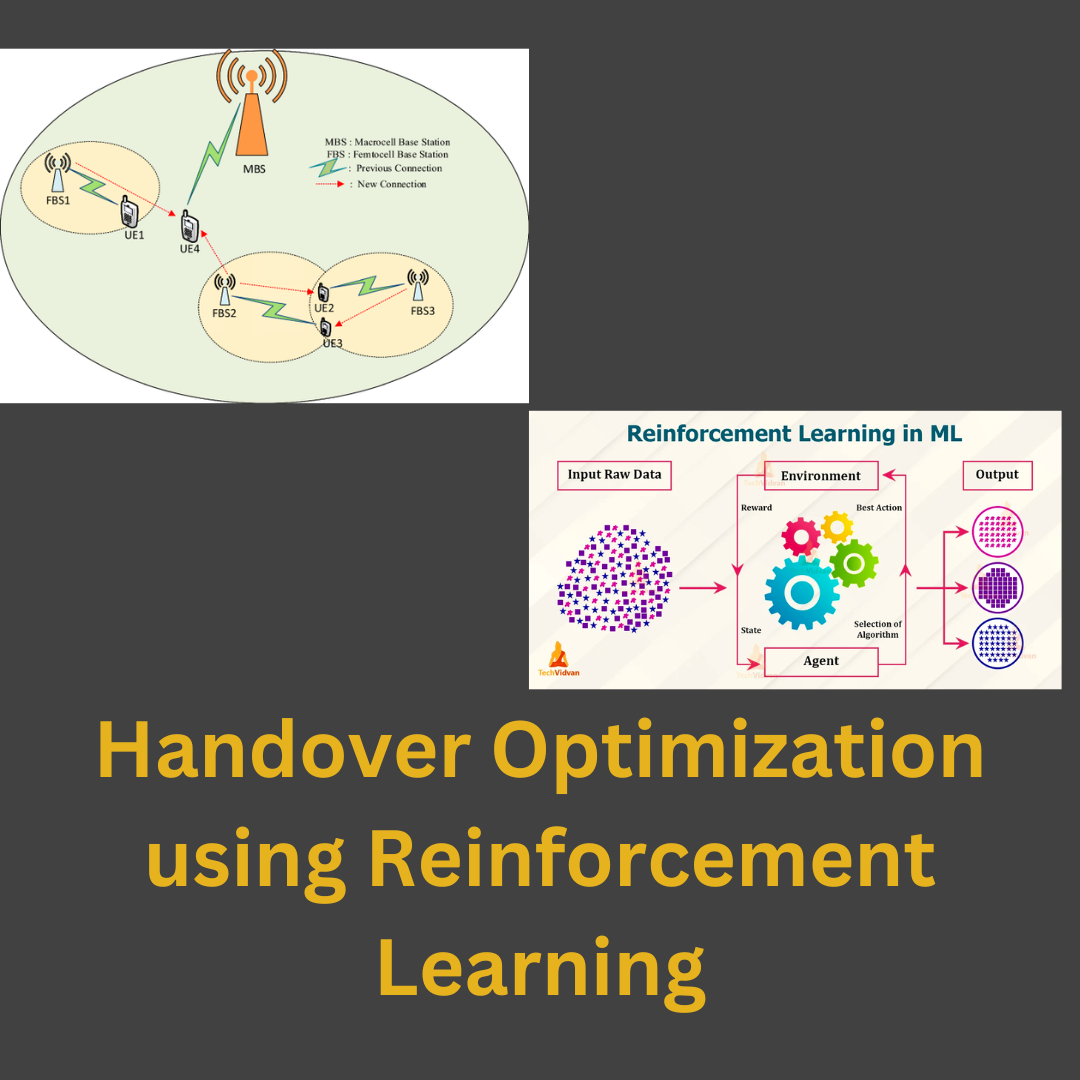 MBS : Macrocell Base Station
FBS : Femtocell Base Station
: Previous Connection
: New Connection
MBS
FBS1
UE1
UE4
FBS2
UE2
UE3
FBS3
Reinforcement Learning in ML
Input Raw Data
Environment
Output
Reward
Best Action
State
Selection of
Algorithm
Agent
TechVidvan
Handover Optimization
using Reinforcement
Learning